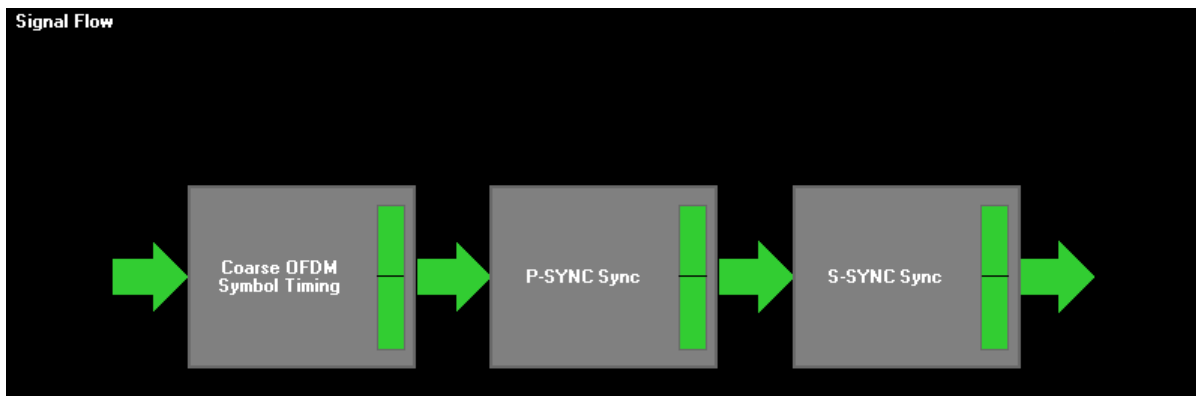 Signal Flow
Coarse OFDM
Symbol Timing
P-SYNC Sync
S-SYNC Sync